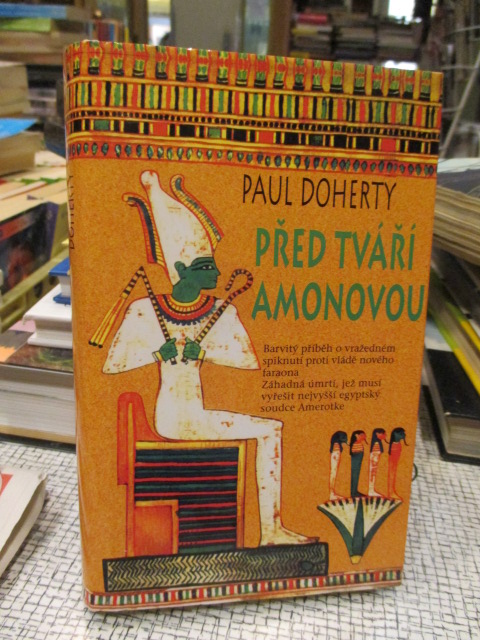 PAUL DOHERTY
PŘED TVÁŘÍ
AMONOVOU
Barvitý příběh o vražedném
spiknutí proti vládě nového
faraona
Záhadná úmrtí, jež musí
vyřešit nejvyšší egyptský
soudce Amerotke
DOHERTY